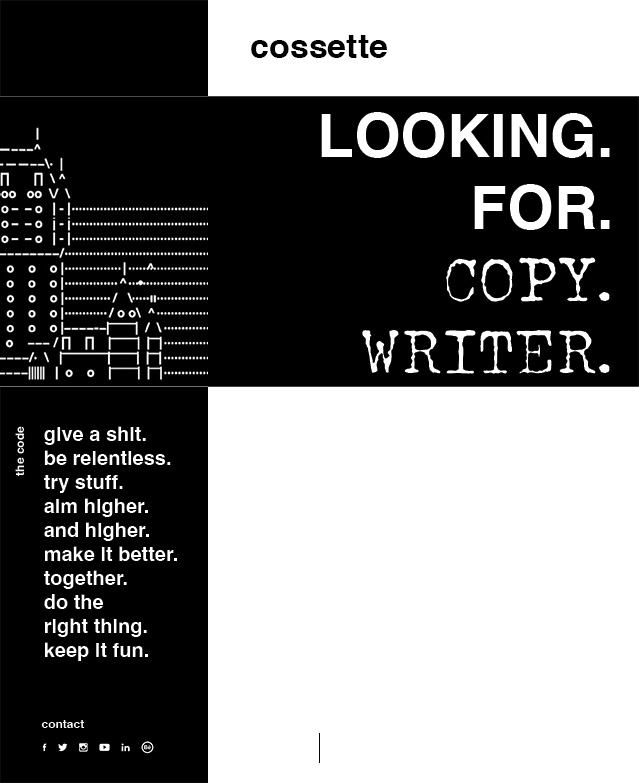 cossette
LOOKING.
FOR.
COPY.
WRITER.
the code
give a shit.
be relentless.
try stuff.
aim higher.
and higher.
make it better.
together.
do the
right thing.
keep it fun.
contact